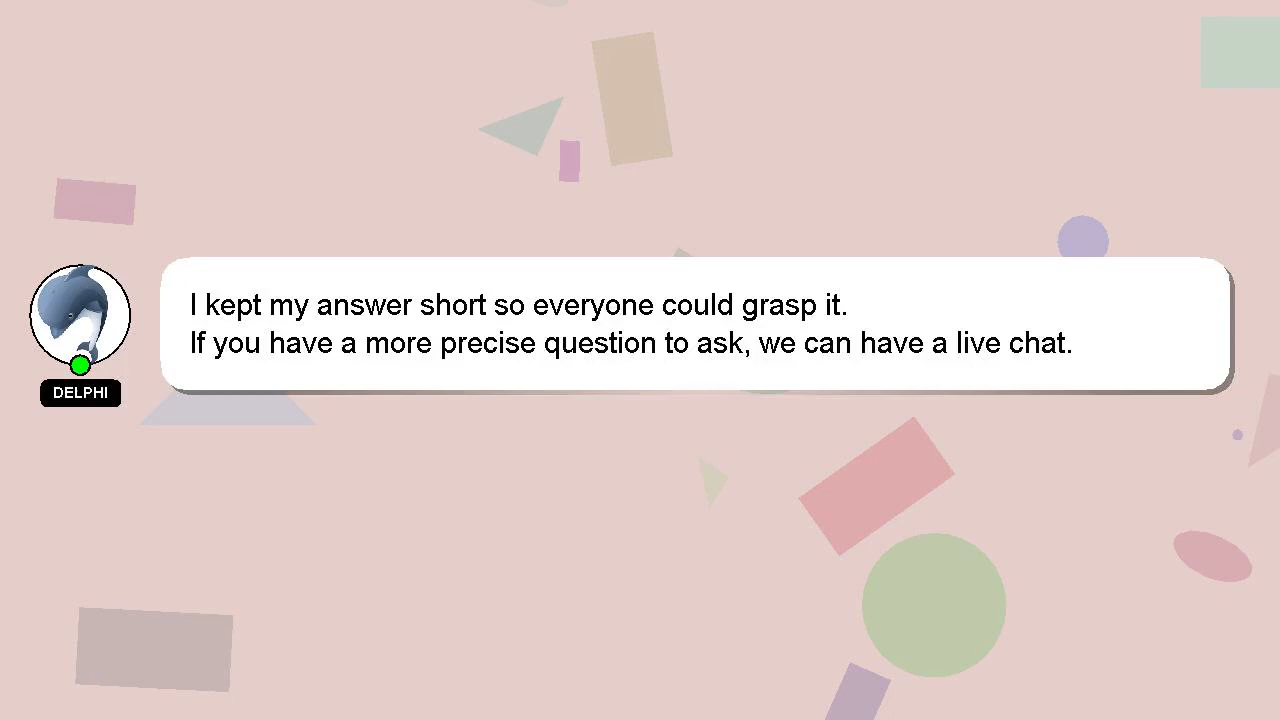 I kept my answer short so everyone could grasp it.
If you have a more precise question to ask, we can have a live chat.
DELPHI